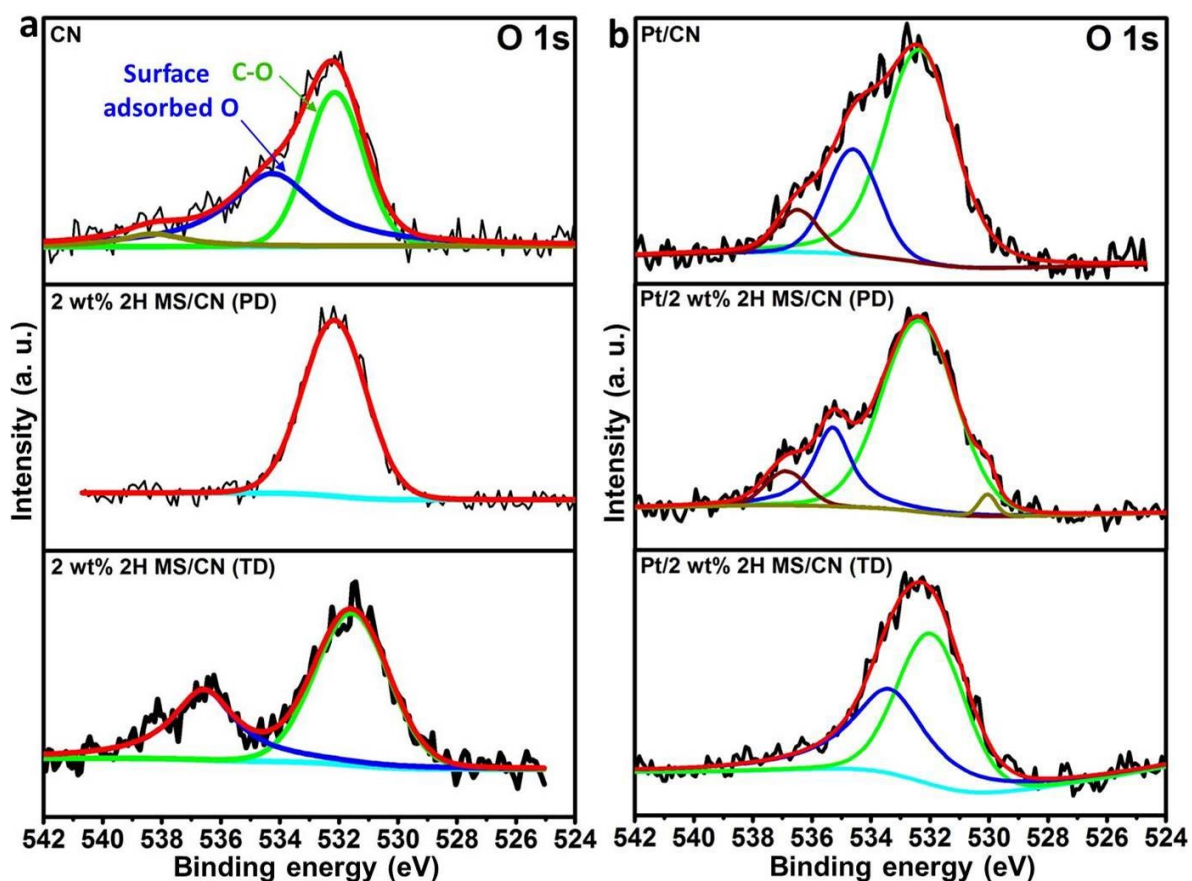 a
CN
O 1s
Surface
adsorbed O
C-O
2 wt% 2H MS/CN (PD)
2 wt% 2H MS/CN (TD)
Intensity (a. u.)
542 540 538 536 534 532 530 528 526 524
Binding energy (eV)
b
Pt/CN
O 1s
Pt/2 wt% 2H MS/CN (PD)
Pt/2 wt% 2H MS/CN (TD)
Intensity (a. u.)
542 540 538 536 534 532 530 528 526 524
Binding energy (eV)